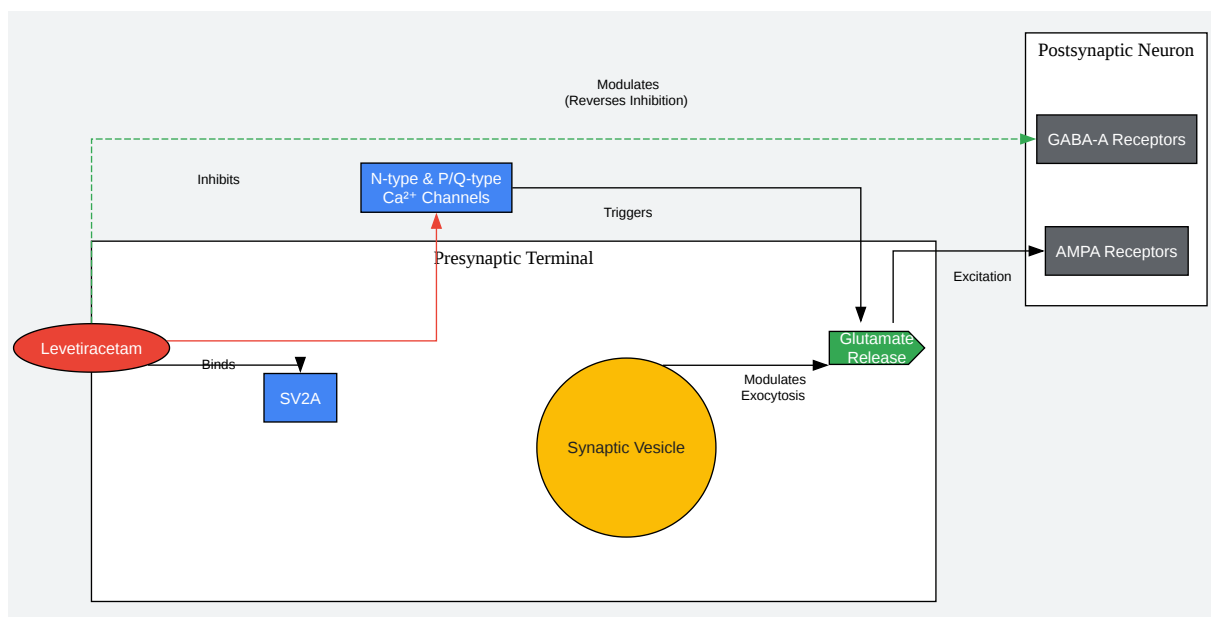 Postsynaptic Neuron
Modulates
(Reverses Inhibition)
GABA-A Receptors
Inhibits
N-type & P/Q-type
Ca²⁺ Channels
Triggers
Presynaptic Terminal
AMPA Receptors
Excitation
Levetiracetam
Glutamate
Release
Binds
SV2A
Modulates
Exocytosis
Synaptic Vesicle